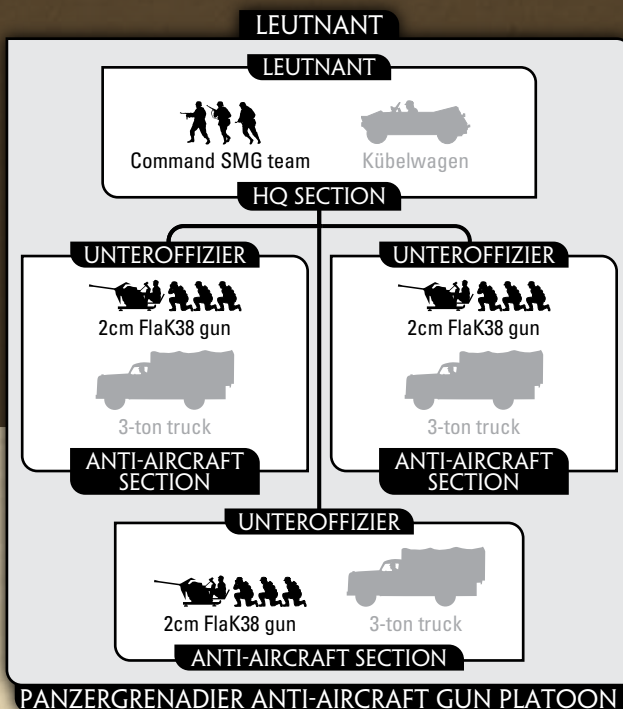 LEUTNANT
LEUTNANT
Command SMG team
Kübelwagen
HQ SECTION
UNTEROFFIZIER
2cm FlaK38 gun
3-ton truck
ANTI-AIRCRAFT
SECTION
UNTEROFFIZIER
2cm FlaK38 gun
3-ton truck
ANTI-AIRCRAFT
SECTION
UNTEROFFIZIER
2cm FlaK38 gun
3-ton truck
ANTI-AIRCRAFT SECTION
PANZERGRENADIER ANTI-AIRCRAFT GUN PLATOON